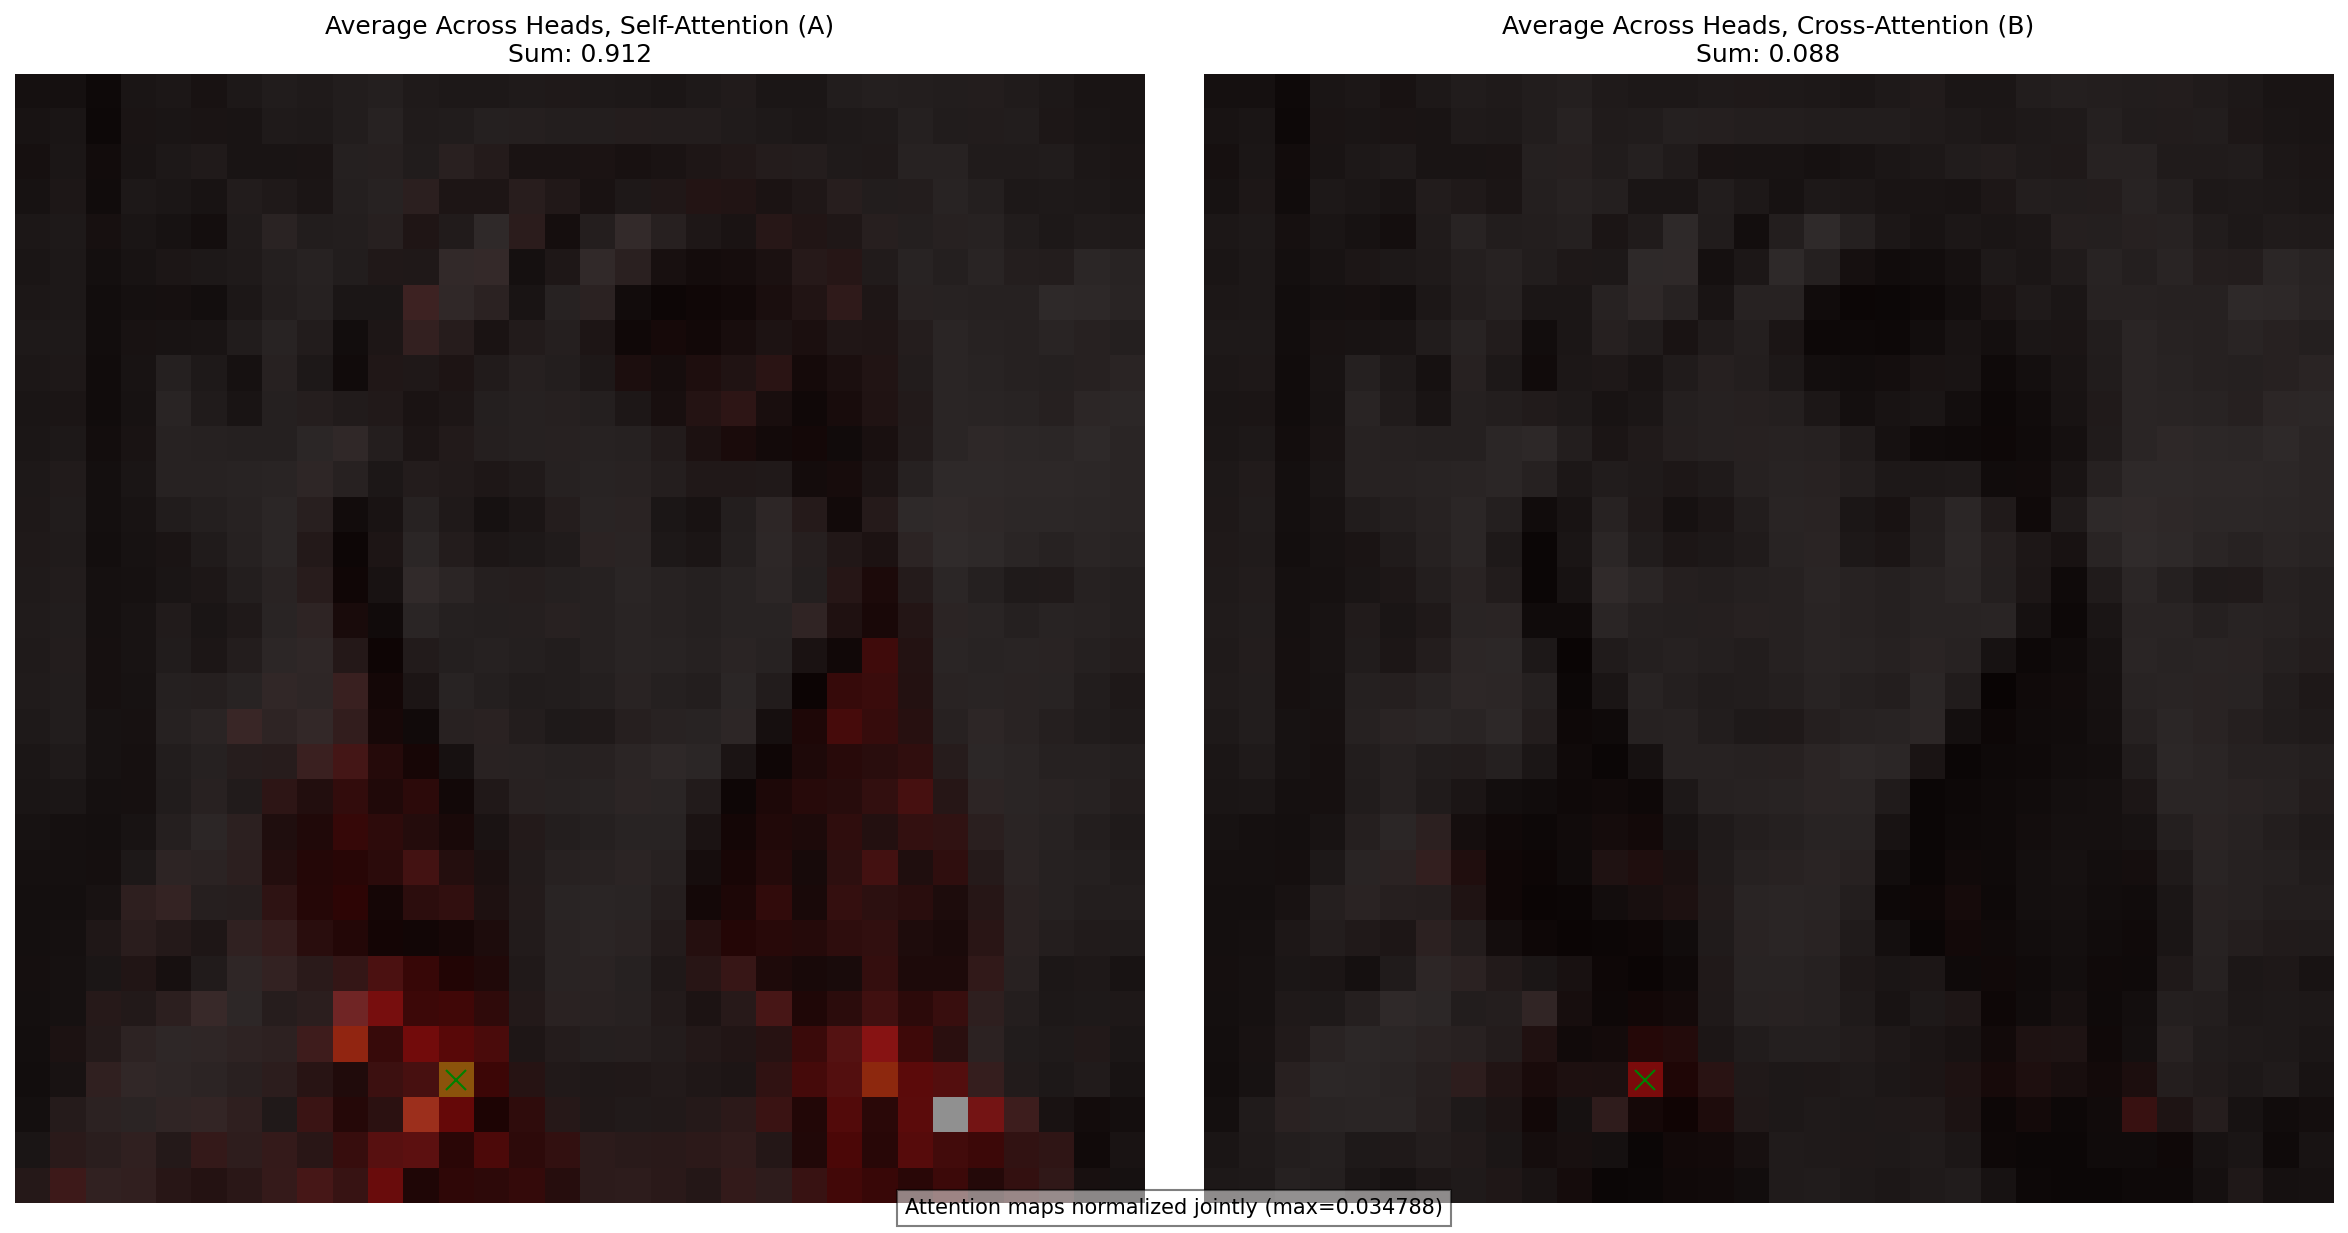 Average Across Heads, Self-Attention (A)
Sum: 0.912
Average Across Heads, Cross-Attention (B)
Sum: 0.088
Attention maps normalized jointly (max=0.034788)